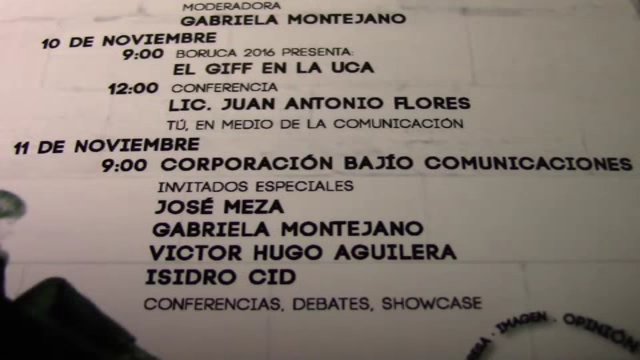 MODERADORA
GABRIELA MONTEJANO
10 DE NOVIEMBRE
9:00 BORUCA 2016 PRESENTA:
EL GIFF EN LA UCA
12:00 CONFERENCIA
LIC. JUAN ANTONIO FLORES
TÚ, EN MEDIO DE LA COMUNICACIÓN
11 DE NOVIEMBRE
9:00 CORPORACIÓN BAJÍO COMUNICACIONES
INVITADOS ESPECIALES
JOSÉ MEZA
GABRIELA MONTEJANO
VICTOR HUGO AGUILERA
ISIDRO CID
CONFERENCIAS, DEBATES, SHOWCASE
· IMAGEN · OPINIÓN